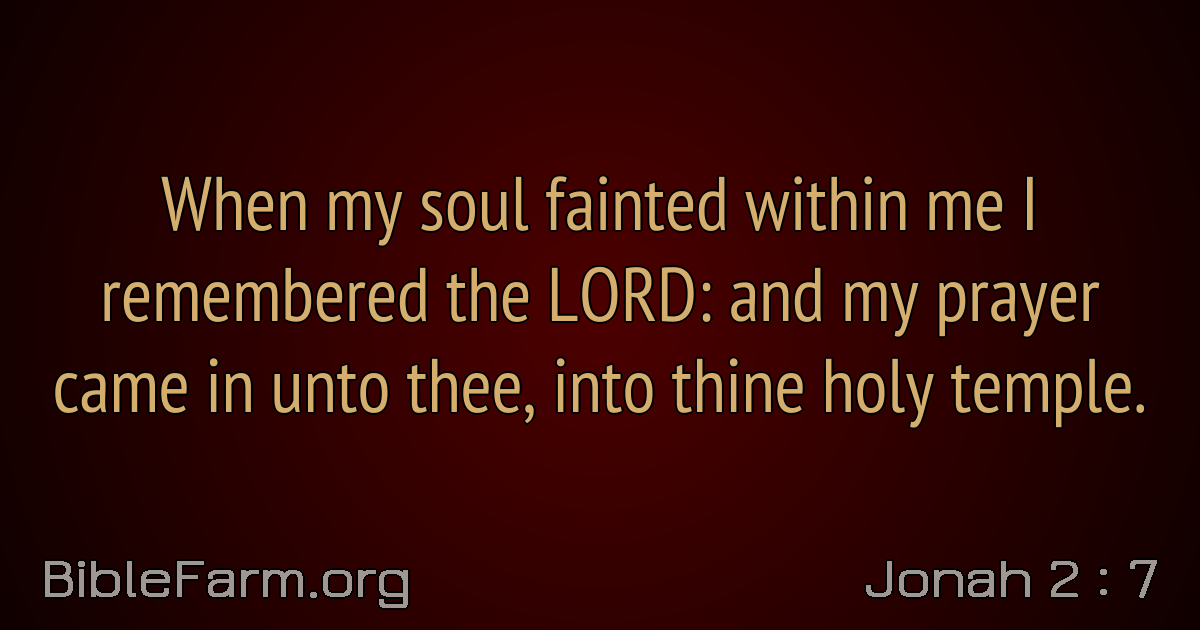 When my soul fainted within me I
remembered the LORD: and my prayer
came in unto thee, into thine holy temple.
BibleFarm.org
Jonah 2 : 7